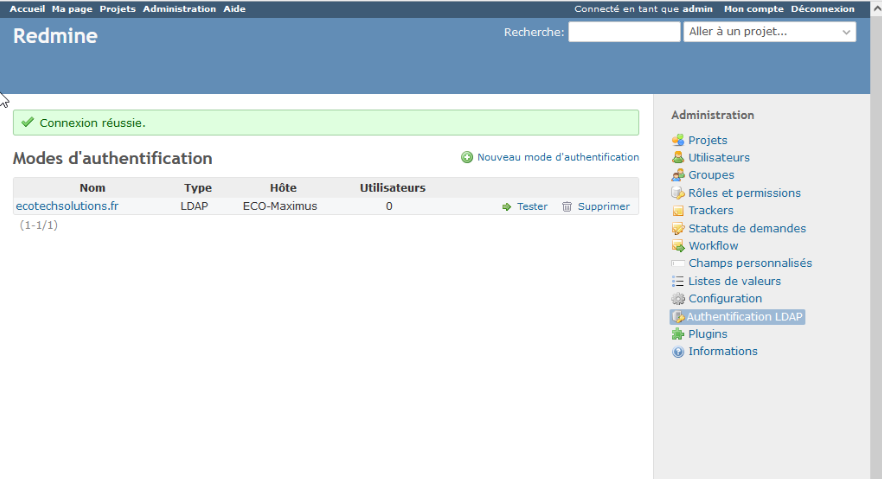 Accueil Ma page Projets Administration Aide Connecté en tant que admin Mon compte Déconnexion
Redmine Recherche: Aller à un projet...
Connexion réussie.
Modes d'authentification Nouveau mode d'authentification
Nom Type Hôte Utilisateurs
ecotechsolutions.fr LDAP ECO-Maximus 0 Tester Supprimer
(1-1/1)
Administration
Projets
Utilisateurs
Groupes
Rôles et permissions
Trackers
Statuts de demandes
Workflow
Champs personnalisés
Listes de valeurs
Configuration
Authentification LDAP
Plugins
Informations